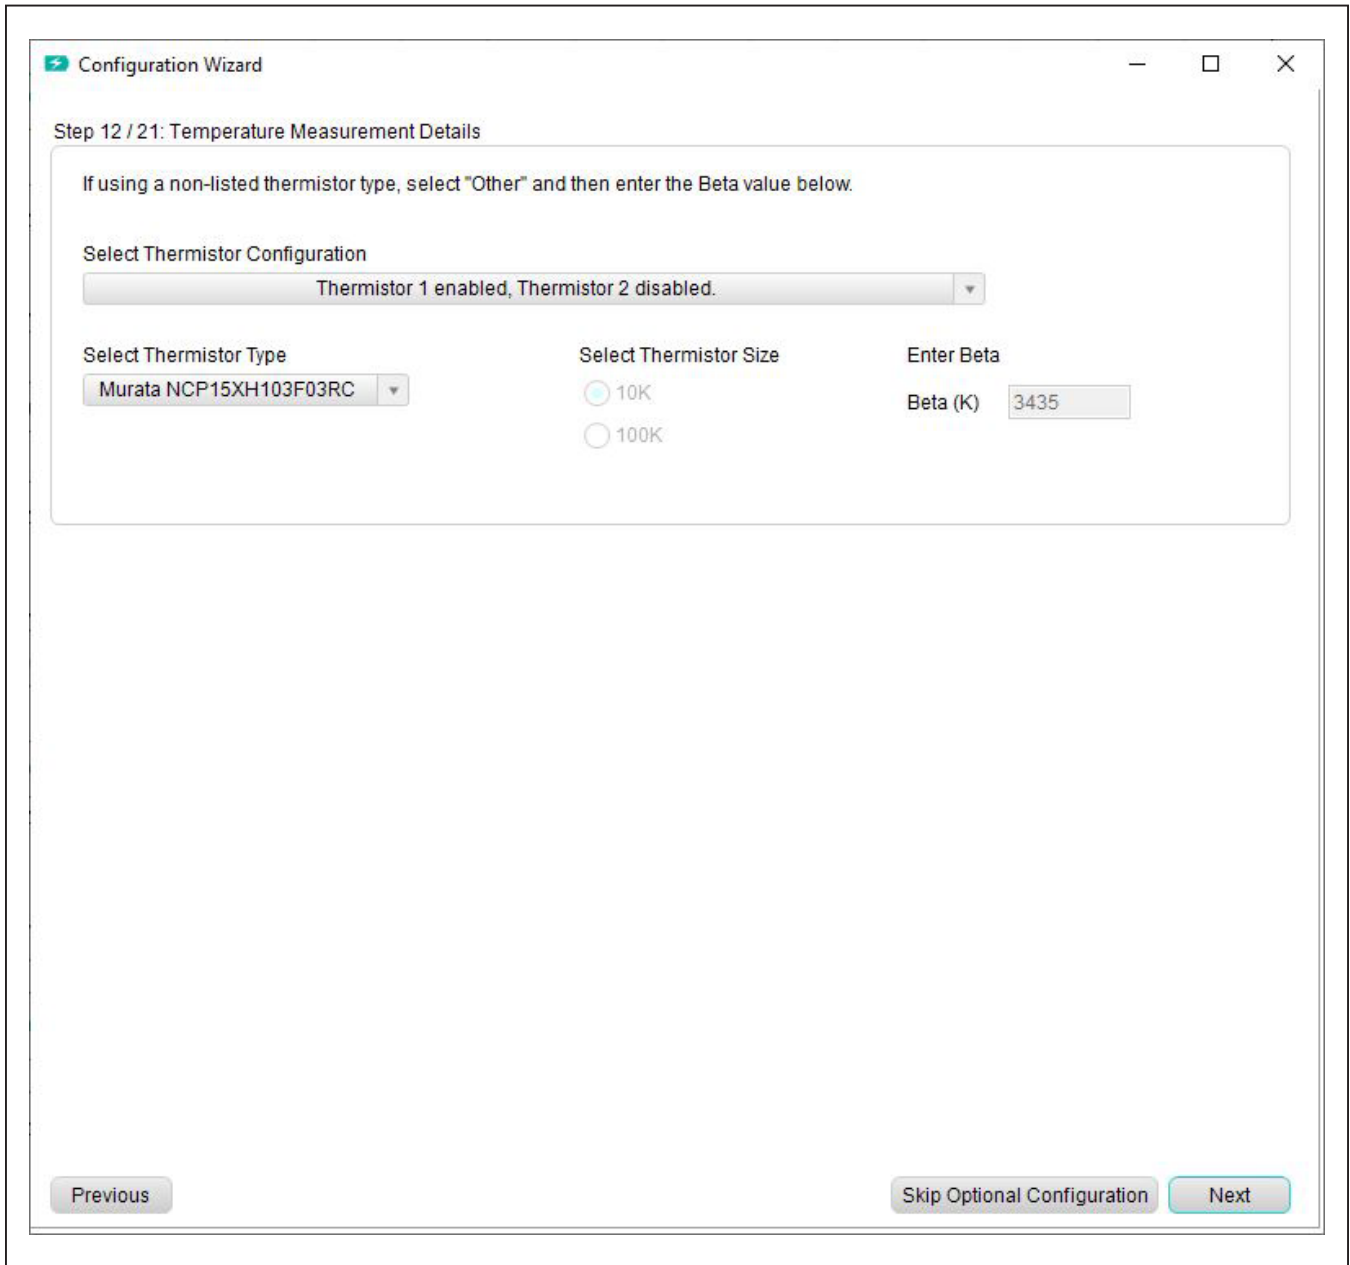 Configuration Wizard
Step 12 / 21: Temperature Measurement Details
If using a non-listed thermistor type, select "Other" and then enter the Beta value below.
Select Thermistor Configuration
Thermistor 1 enabled, Thermistor 2 disabled.
Select Thermistor Type Select Thermistor Size Enter Beta
Murata NCP15XH103F03RC 10K Beta (K) 3435
100K
Previous Skip Optional Configuration Next